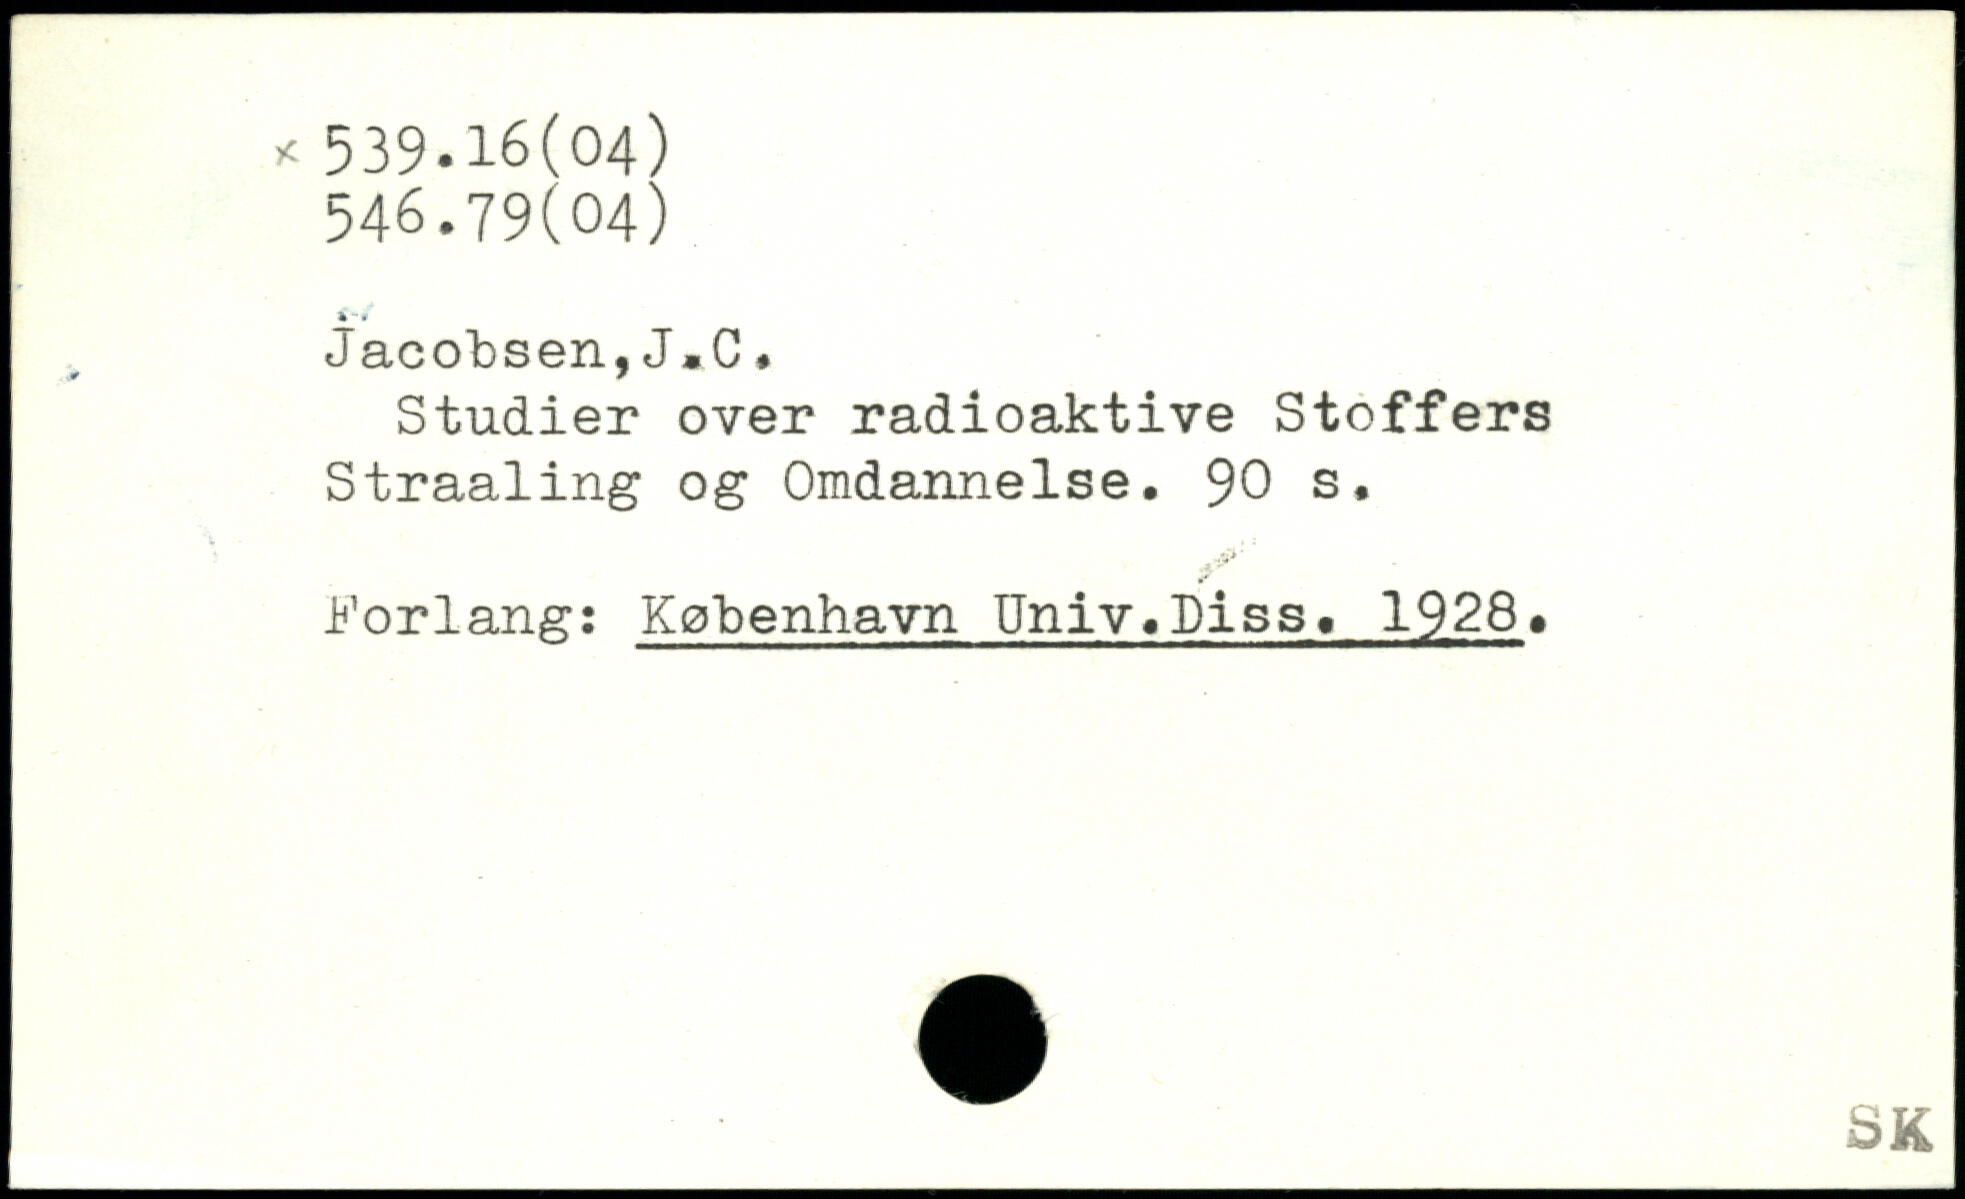 x 539.16(04)
546.79(04)
Jacobsen,J.C.
Studier over radioaktive Stoffers
Straaling og Omdannelse. 90 s.
Forlang: København Univ.Diss. 1928.
SK